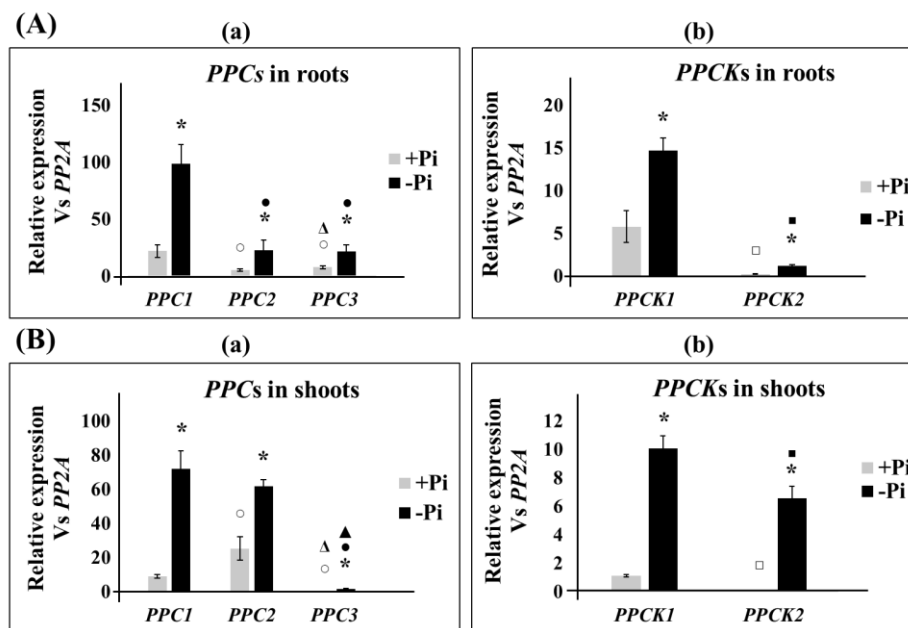 (A)
(a)
(b)
PPCs in roots
Relative expression
Vs PP2A
150
100
50
0
*
○
●
*
Δ
○
●
*
+Pi
-Pi
PPC1
PPC2
PPC3
PPCKs in roots
Relative expression
Vs PP2A
20
15
10
5
0
*
□
■
*
+Pi
-Pi
PPCK1
PPCK2
(B)
(a)
(b)
PPCs in shoots
Relative expression
Vs PP2A
100
80
60
40
20
0
*
○
*
Δ
○
▲
●
*
+Pi
-Pi
PPC1
PPC2
PPC3
PPCKs in shoots
Relative expression
Vs PP2A
12
10
8
6
4
2
0
*
□
■
*
+Pi
-Pi
PPCK1
PPCK2